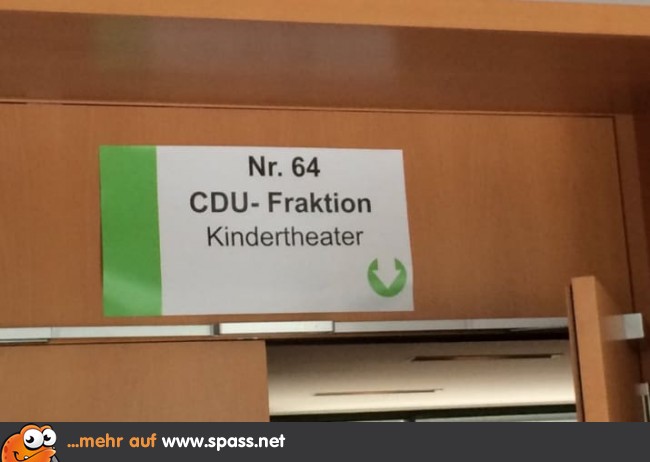 Nr. 64
CDU- Fraktion
Kindertheater
...mehr auf www.spass.net